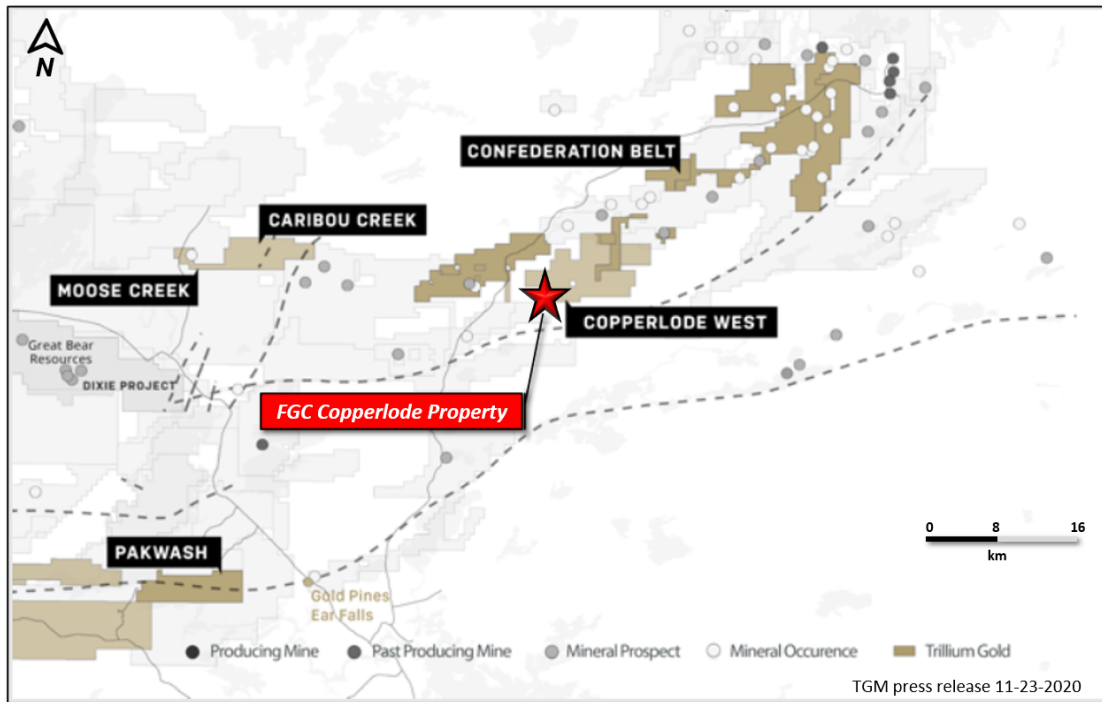 N
CONFEDERATION BELT
CARIBOU CREEK
MOOSE CREEK
COPPERLODE WEST
Great Bear
Resources
DIXIE PROJECT
FGC Copperlode Property
0 8 16
km
PAKWASH
Gold Pines
Ear Falls
Producing Mine Past Producing Mine Mineral Prospect Mineral Occurence Trillium Gold
TGM press release 11-23-2020